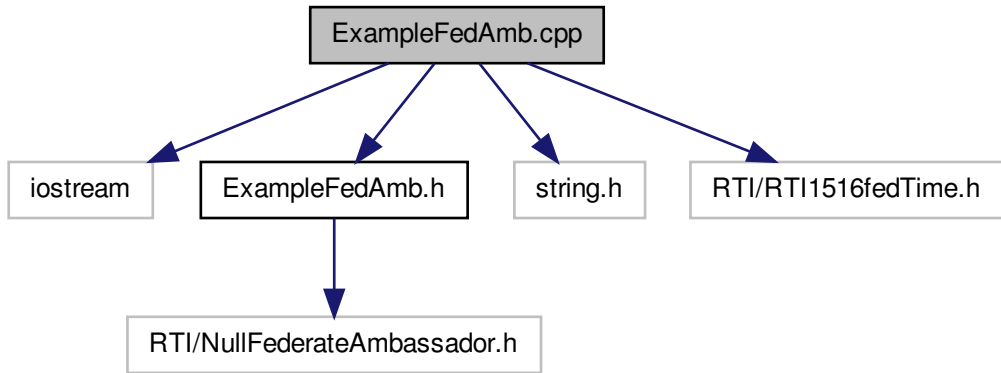 ExampleFedAmb.cpp
iostream
ExampleFedAmb.h
string.h
RTI/RTI1516fedTime.h
RTI/NullFederateAmbassador.h